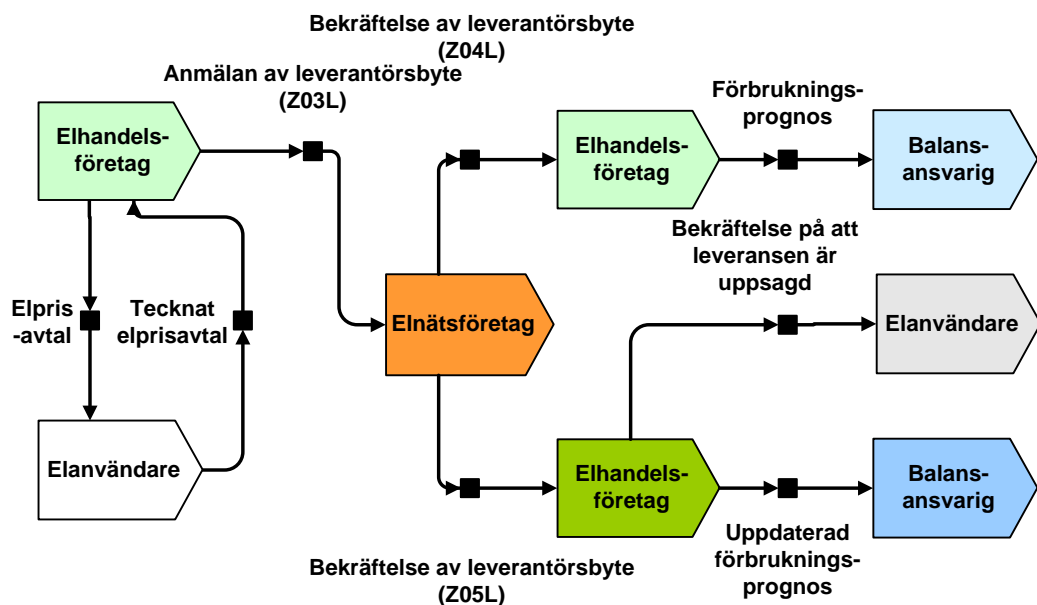 Bekräftelse av leverantörsbyte
(Z04L)
Anmälan av leverantörsbyte
(Z03L)
Förbruknings-
prognos
Elhandels-
företag
Elhandels-
företag
Balans-
ansvarig
Bekräftelse på att
leveransen är
uppsagd
Elpris
-avtal
Tecknat
elprisavtal
Elnätsföretag
Elanvändare
Elanvändare
Elhandels-
företag
Balans-
ansvarig
Uppdaterad
förbruknings-
prognos
Bekräftelse av leverantörsbyte
(Z05L)